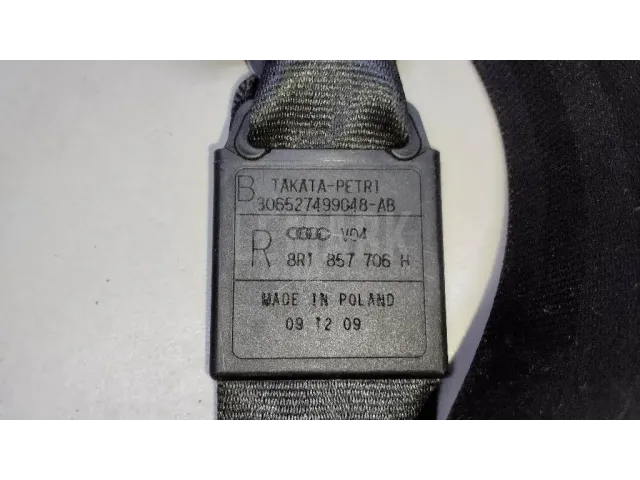 B TAKATA-PETRI
306527499048-AB
R V04
8R1 857 706 H
MADE IN POLAND
09 12 09